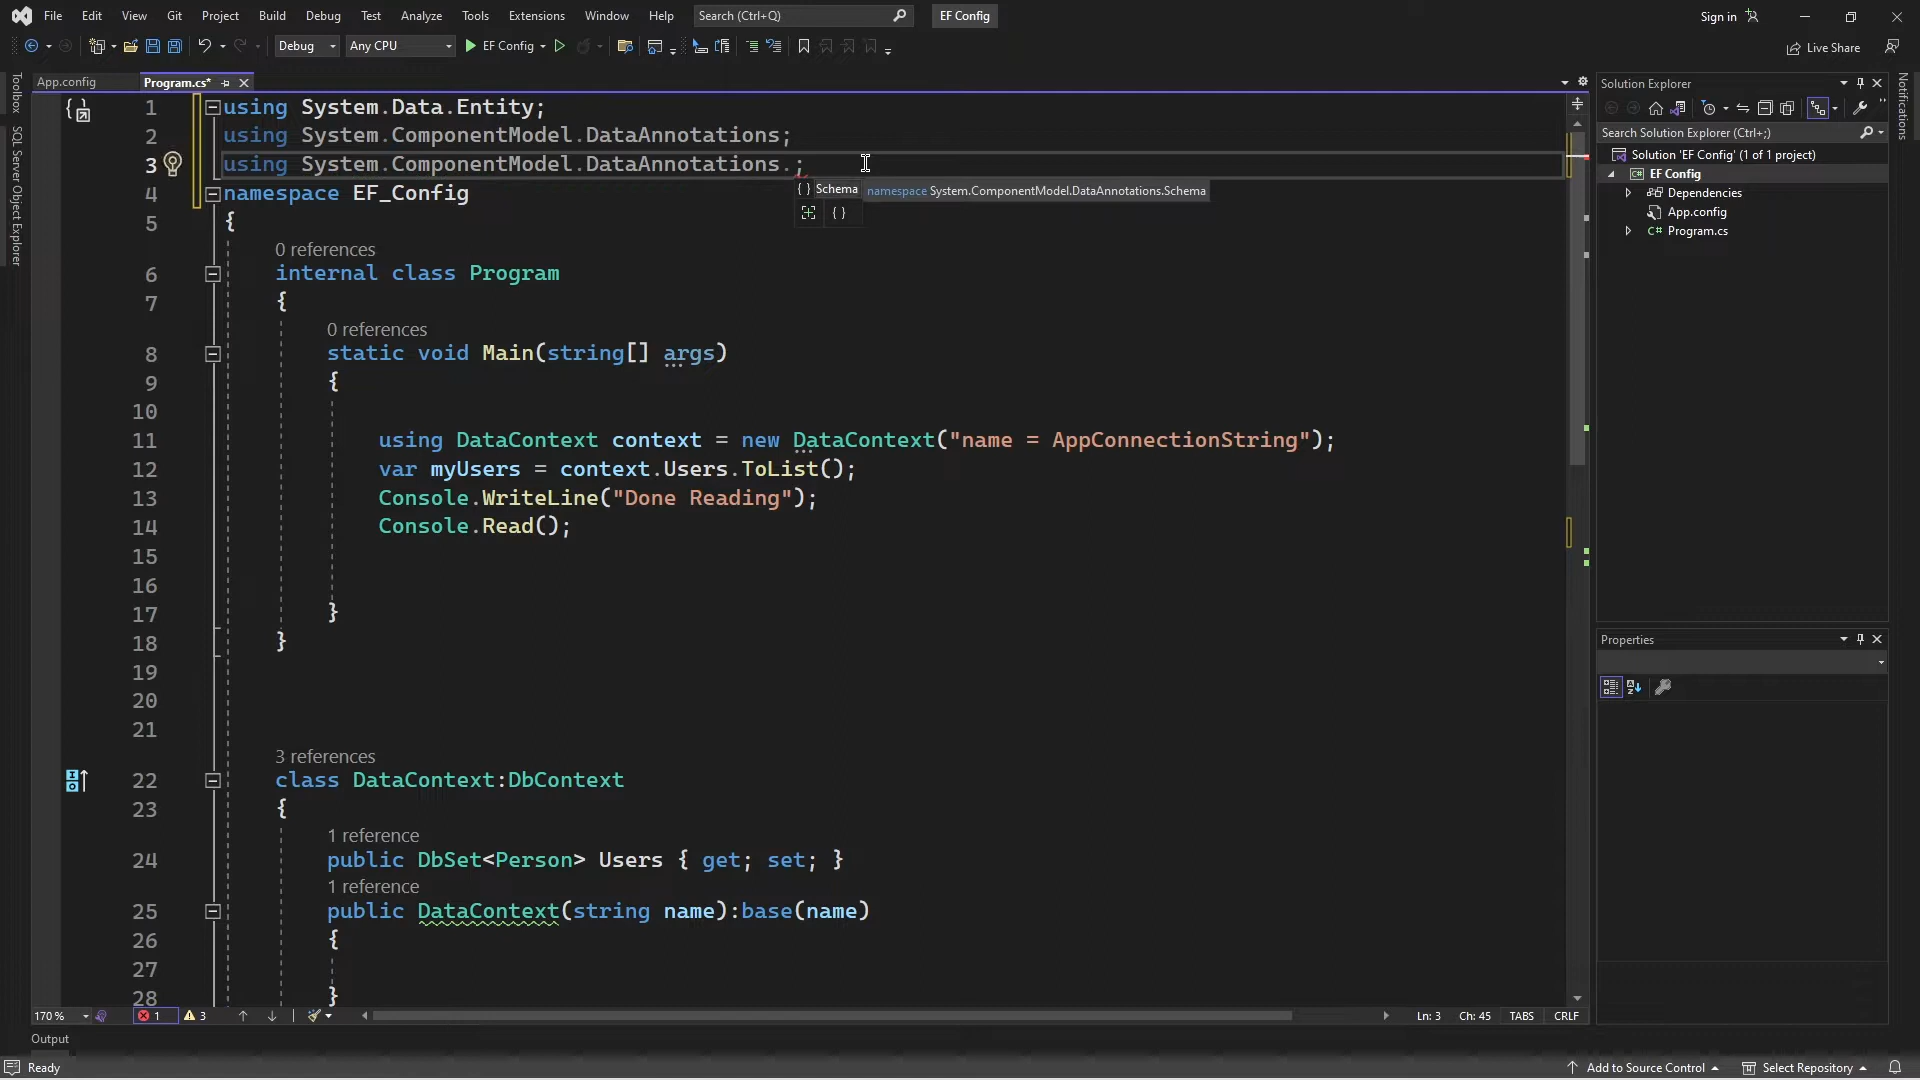 File Edit View Git Project Build Debug Test Analyze Tools Extensions Window Help Search (Ctrl+Q) EF Config Sign in
Debug Any CPU EF Config Live Share
App.config Program.cs*
Toolbox
SQL Server Object Explorer
1 using System.Data.Entity;
2 using System.ComponentModel.DataAnnotations;
3 using System.ComponentModel.DataAnnotations.;
{ } Schema namespace System.ComponentModel.DataAnnotations.Schema
{ }
4 namespace EF_Config
5 {
0 references
6 internal class Program
7 {
0 references
8 static void Main(string[] args)
9 {
10
11 using DataContext context = new DataContext("name = AppConnectionString");
12 var myUsers = context.Users.ToList();
13 Console.WriteLine("Done Reading");
14 Console.Read();
15
16
17 }
18 }
19
20
21
3 references
22 class DataContext:DbContext
23 {
1 reference
24 public DbSet<Person> Users { get; set; }
1 reference
25 public DataContext(string name):base(name)
26 {
27
28 }
170 % 1 3 Ln: 3 Ch: 45 TABS CRLF
Output
Ready Add to Source Control Select Repository
Solution Explorer
Search Solution Explorer (Ctrl+;)
Solution 'EF Config' (1 of 1 project)
C# EF Config
Dependencies
App.config
C# Program.cs
Properties
Notifications